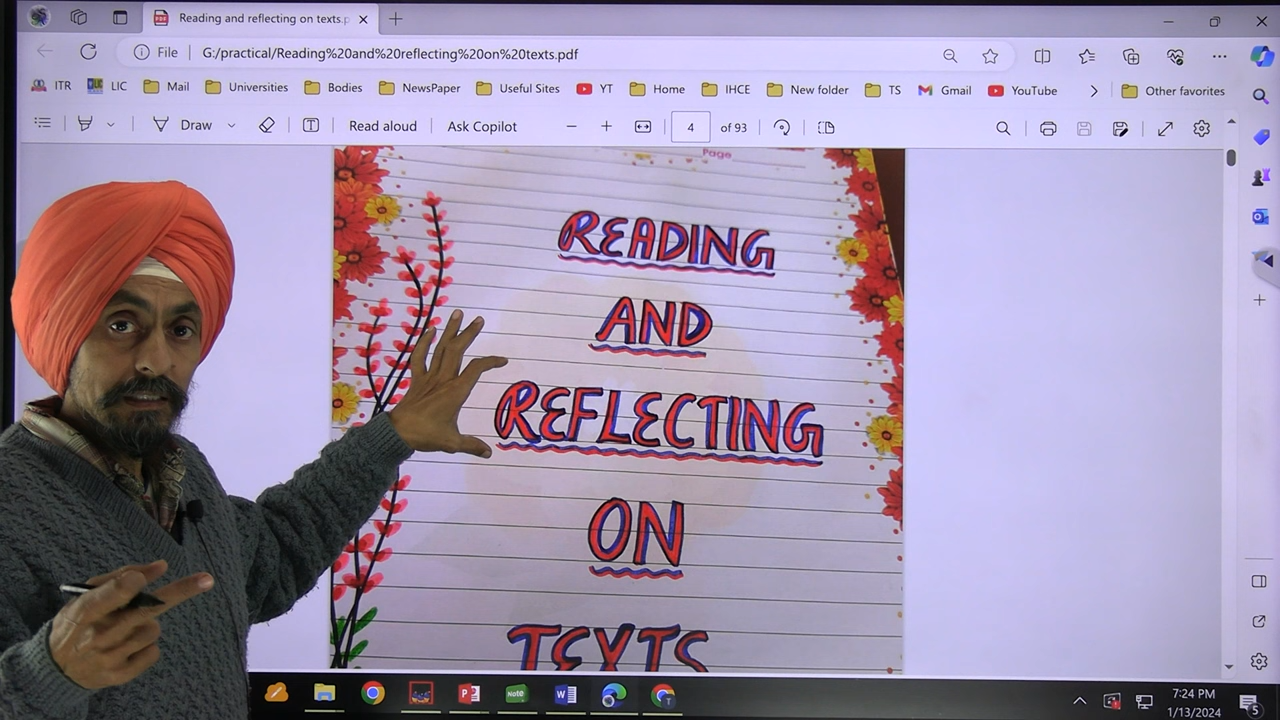 Reading and reflecting on texts.p
File G:/practical/Reading%20and%20reflecting%20on%20texts.pdf
ITR LIC Mail Universities Bodies NewsPaper Useful Sites YT Home IHCE New folder TS Gmail YouTube Other favorites
Draw Read aloud Ask Copilot 4 of 93
Page
READING
AND
REFLECTING
ON
TEXTS
7:24 PM
1/13/2024
5